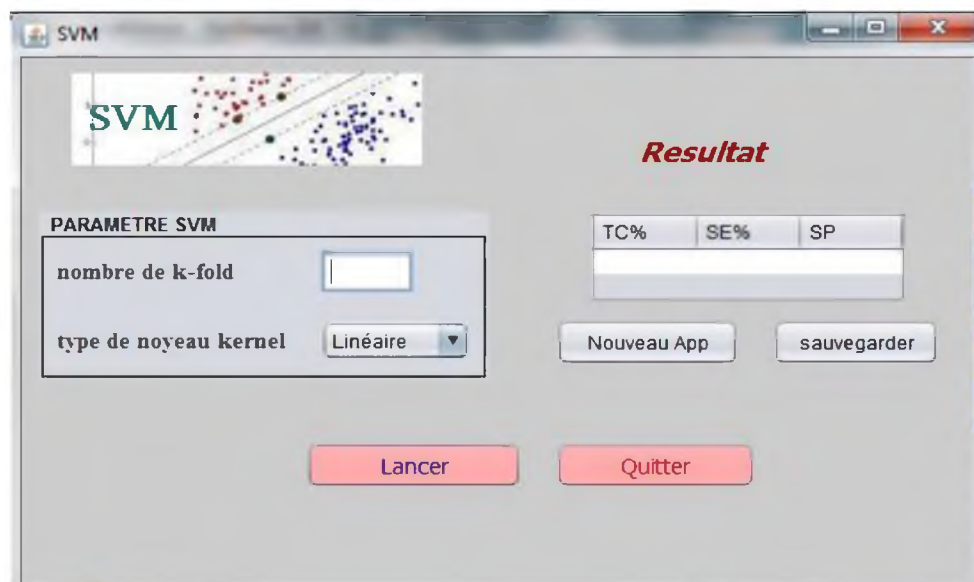 SVM
SVM
Resultat
PARAMETRE SVM
nombre de k-fold
type de noyeau kernel
Linéaire
TC% SE% SP
Nouveau App
sauvegarder
Lancer
Quitter